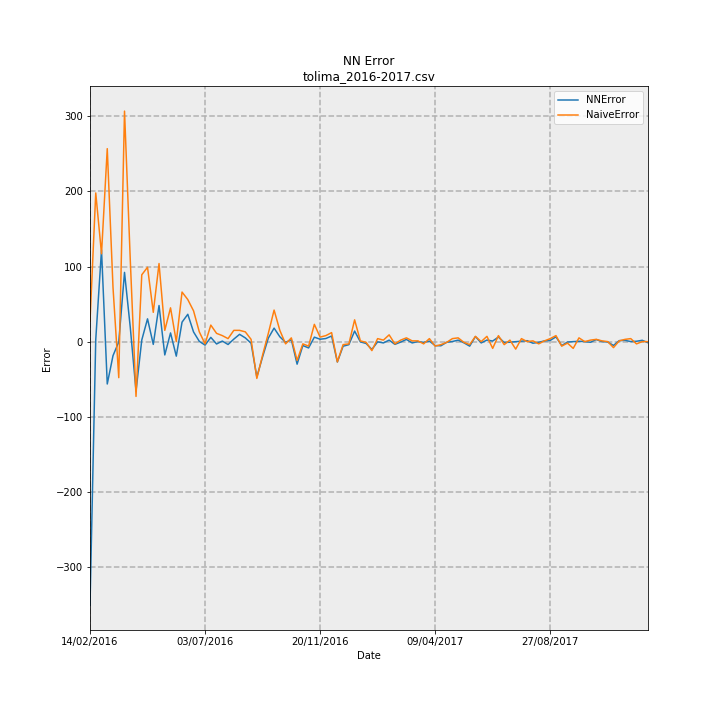 NN Error
tolima_2016-2017.csv
NNError
NaiveError
300
200
100
0
−100
−200
−300
Error
14/02/2016
03/07/2016
20/11/2016
09/04/2017
27/08/2017
Date